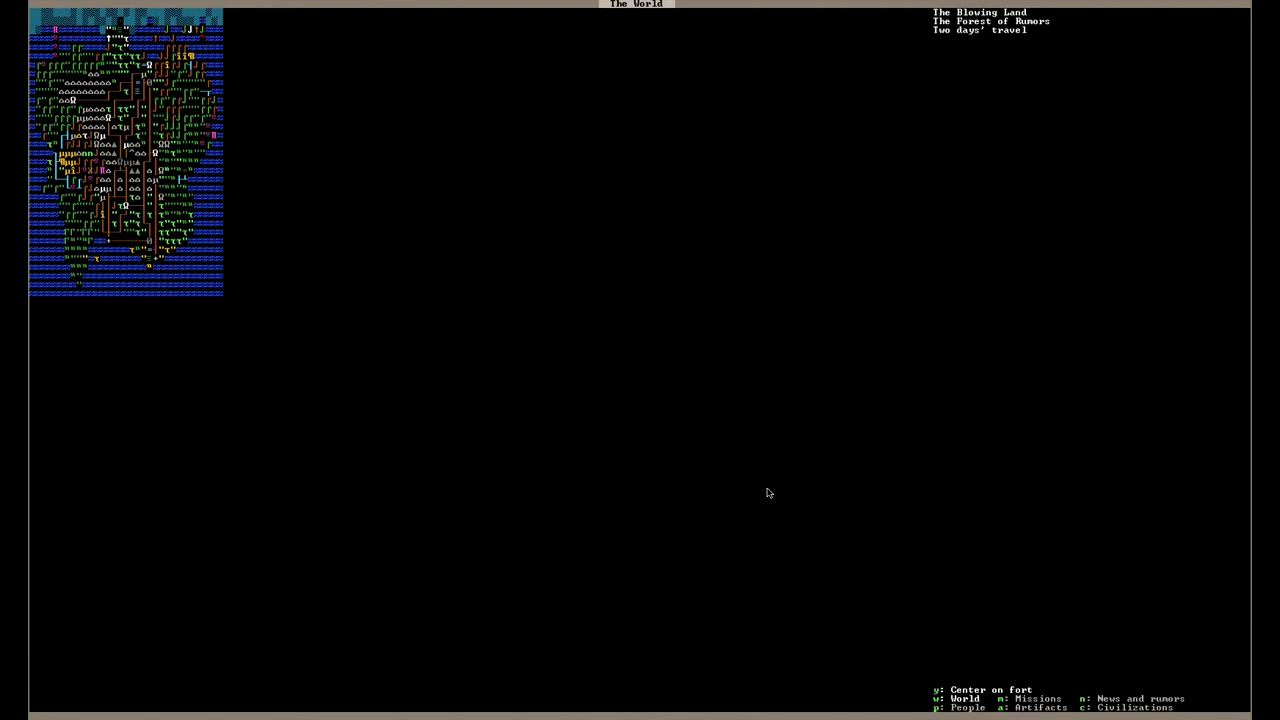 The World
The Blowing Land
The Forest of Rumors
Two days' travel
y: Center on fort
w: World m: Missions n: News and rumors
p: People a: Artifacts c: Civilizations